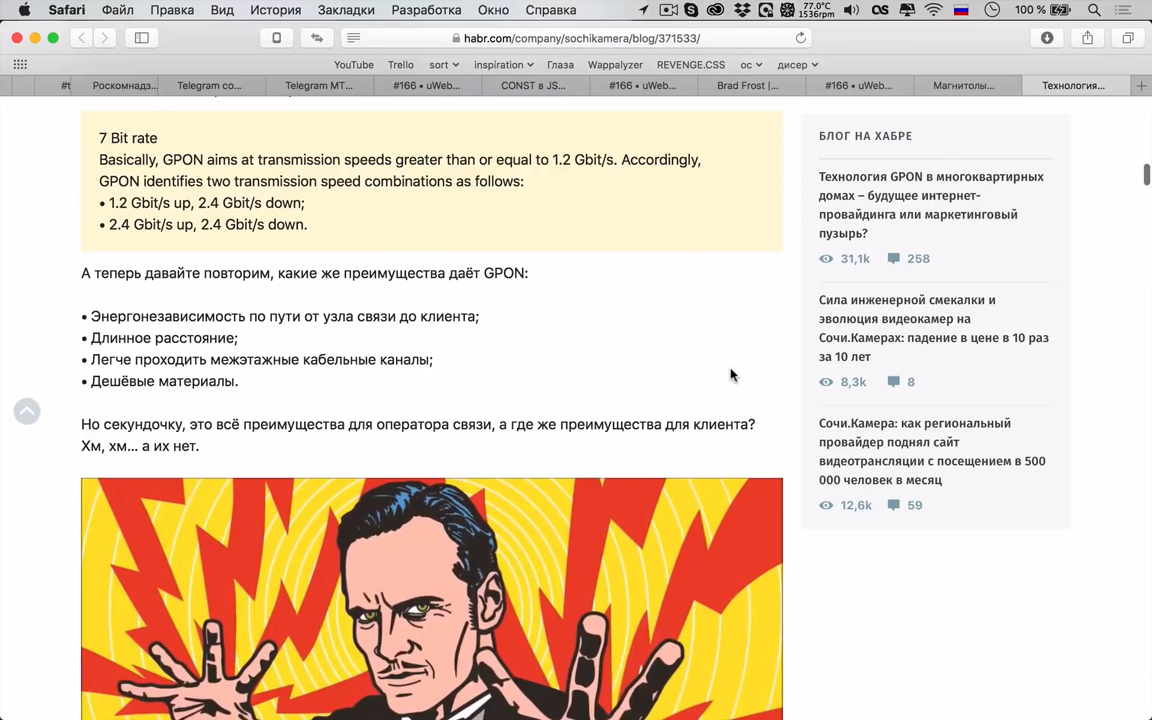 Safari Файл Правка Вид История Закладки Разработка Окно Справка
77.0°C
1536rpm
100 %
habr.com/company/sochikamera/blog/371533/
YouTube Trello sort inspiration Глаза Wappalyzer REVENGE.CSS ос дисер
#t Роскомнадз... Telegram co... Telegram MT... #166 • uWeb... CONST в JS... #166 • uWeb... Brad Frost |... #166 • uWeb... Магнитолы... Технология...
7 Bit rate
Basically, GPON aims at transmission speeds greater than or equal to 1.2 Gbit/s. Accordingly,
GPON identifies two transmission speed combinations as follows:
• 1.2 Gbit/s up, 2.4 Gbit/s down;
• 2.4 Gbit/s up, 2.4 Gbit/s down.
А теперь давайте повторим, какие же преимущества даёт GPON:
• Энергонезависимость по пути от узла связи до клиента;
• Длинное расстояние;
• Легче проходить межэтажные кабельные каналы;
• Дешёвые материалы.
Но секундочку, это всё преимущества для оператора связи, а где же преимущества для клиента?
Хм, хм... а их нет.
БЛОГ НА ХАБРЕ
Технология GPON в многоквартирных
домах – будущее интернет-
провайдинга или маркетинговый
пузырь?
31,1k 258
Сила инженерной смекалки и
эволюция видеокамер на
Сочи.Камерах: падение в цене в 10 раз
за 10 лет
8,3k 8
Сочи.Камера: как региональный
провайдер поднял сайт
видеотрансляции с посещением в 500
000 человек в месяц
12,6k 59